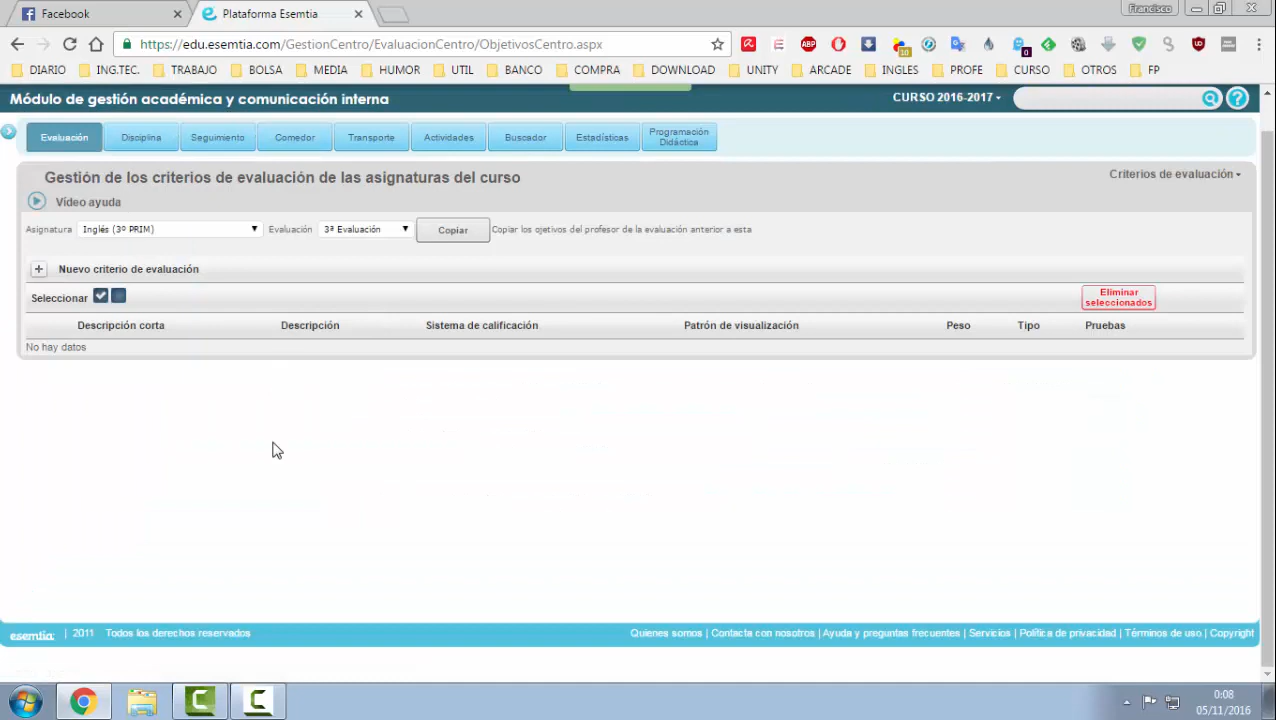 Facebook
Plataforma Esemtia
Francisco
https://edu.esemtia.com/GestionCentro/EvaluacionCentro/ObjetivosCentro.aspx
ABP
10
0
DIARIO ING.TEC. TRABAJO BOLSA MEDIA HUMOR UTIL BANCO COMPRA DOWNLOAD UNITY ARCADE INGLES PROFE CURSO OTROS FP
Módulo de gestión académica y comunicación interna
CURSO 2016-2017
Evaluación Disciplina Seguimiento Comedor Transporte Actividades Buscador Estadísticas Programación Didáctica
Gestión de los criterios de evaluación de las asignaturas del curso
Criterios de evaluación
Vídeo ayuda
Asignatura Inglés (3º PRIM) Evaluación 3ª Evaluación Copiar Copiar los ojetivos del profesor de la evaluación anterior a esta
+ Nuevo criterio de evaluación
Seleccionar
Eliminar seleccionados
Descripción corta Descripción Sistema de calificación Patrón de visualización Peso Tipo Pruebas
No hay datos
esemtia: | 2011 Todos los derechos reservados
Quienes somos | Contacta con nosotros | Ayuda y preguntas frecuentes | Servicios | Política de privacidad | Términos de uso | Copyright
0:08
05/11/2016